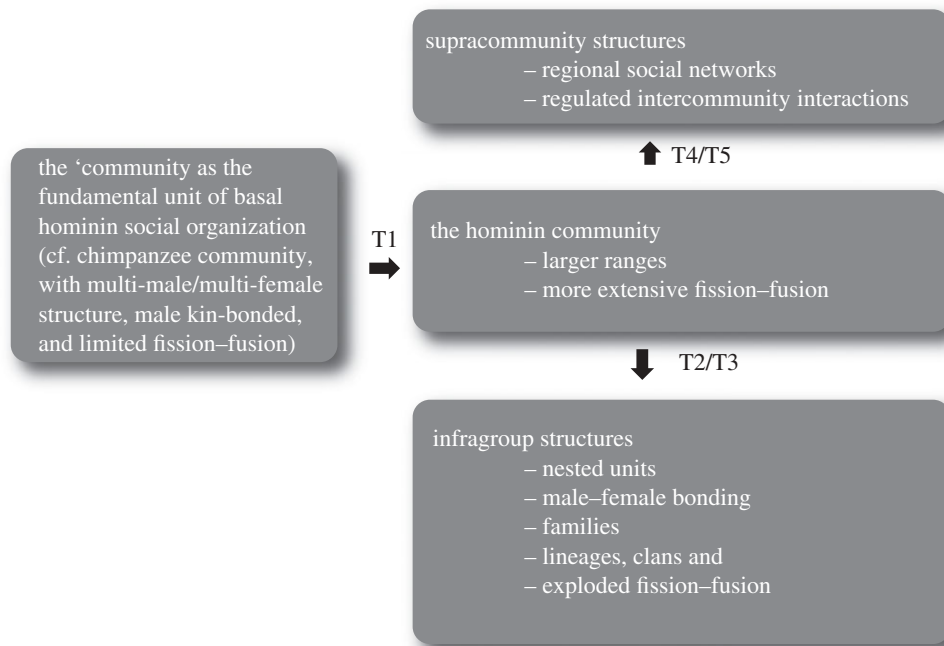 supracommunity structures
– regional social networks
– regulated intercommunity interactions
T4/T5
the ‘community as the
fundamental unit of basal
hominin social organization
(cf. chimpanzee community,
with multi-male/multi-female
structure, male kin-bonded,
and limited fission–fusion)
T1
the hominin community
– larger ranges
– more extensive fission–fusion
T2/T3
infragroup structures
– nested units
– male–female bonding
– families
– lineages, clans and
– exploded fission–fusion